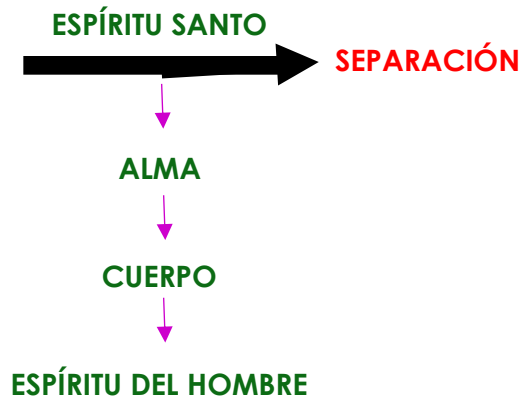 ESPÍRITU SANTO
SEPARACIÓN
ALMA
CUERPO
ESPÍRITU DEL HOMBRE